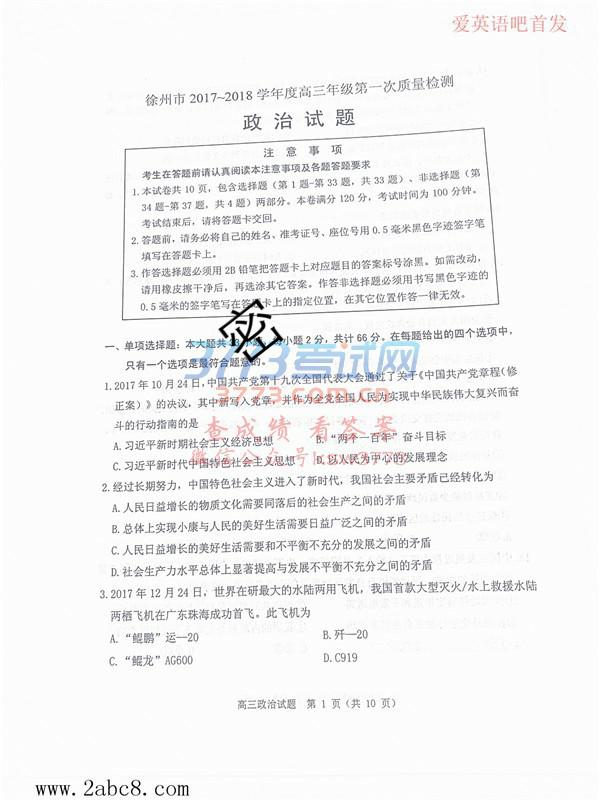 爱英语吧首发
徐州市 2017~2018 学年度高三年级第一次质量检测
政治试题
注意事项
考生在答题前请认真阅读本注意事项及各题答题要求
1.本试卷共 10 页，包含选择题（第 1 题-第 33 题，共 33 题）、非选择题（第
34 题-第 37 题，共 4 题）两部分。本卷满分 120 分，考试时间为 100 分钟。
考试结束后，请将答题卡交回。
2.答题前，请务必将自己的姓名、准考证号、座位号用 0.5 毫米黑色字迹签字笔
填写在答题卡上。
3.作答选择题必须用 2B 铅笔把答题卡上对应题目的答案标号涂黑。如需改动，
请用橡皮擦干净后，再选涂其它答案。作答非选择题必须用书写黑色字迹的
0.5 毫米的签字笔写在答题卡上的指定位置，在其它位置作答一律无效。
密
一、单项选择题：本大题共 33 小题，每小题 2 分，共计 66 分。在每题给出的四个选项中，
只有一个选项是最符合题意的。
3773考试网
3773.com.cn
查成绩 看答案
微信公众号
1.2017 年 10 月 24 日，中国共产党第十九次全国代表大会通过了关于《中国共产党章程（修
正案）》的决议，其中新写入党章，并作为全党全国人民为实现中华民族伟大复兴而奋
斗的行动指南的是
A.习近平新时期社会主义经济思想 B.“两个一百年”奋斗目标
C.习近平新时代中国特色社会主义思想 D.以人民为中心的发展理念
2.经过长期努力，中国特色社会主义进入了新时代，我国社会主要矛盾已经转化为
A.人民日益增长的物质文化需要同落后的社会生产之间的矛盾
B.总体上实现小康与人民的美好生活需要日益广泛之间的矛盾
C.人民日益增长的美好生活需要和不平衡不充分的发展之间的矛盾
D.社会生产力水平总体上显著提高与发展不平衡不充分之间的矛盾
3.2017 年 12 月 24 日，世界在研最大的水陆两用飞机，我国首款大型灭火/水上救援水陆
两栖飞机在广东珠海成功首飞。此飞机为
A.“鲲鹏”运—20 B.歼—20
C.“鲲龙”AG600 D.C919
高三政治试题 第 1 页（共 10 页）
www.2abc8.com